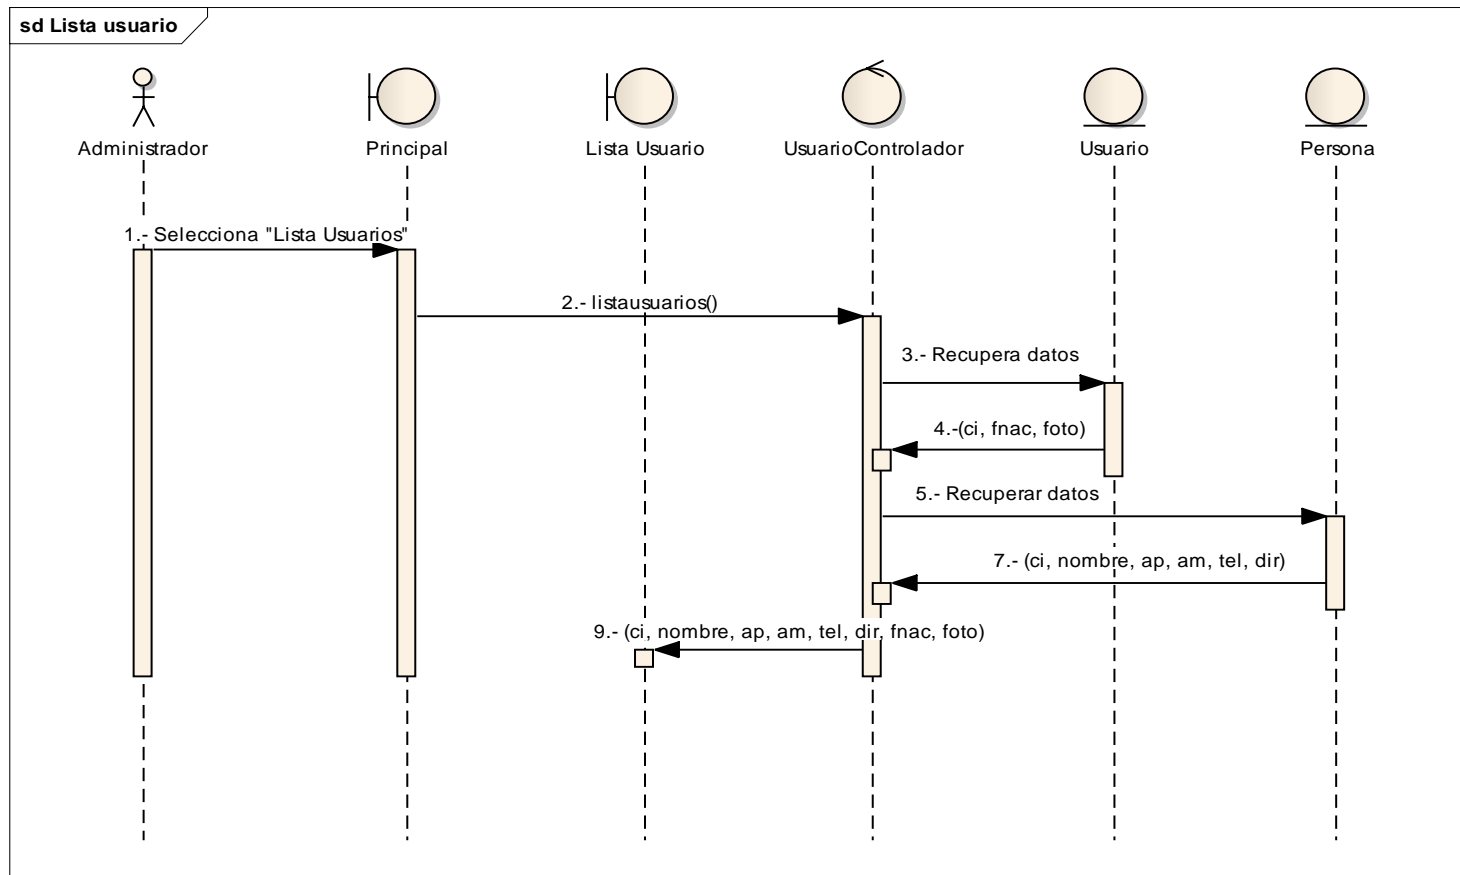 sd Lista usuario
Administrador
Principal
Lista Usuario
UsuarioControlador
Usuario
Persona
1.- Selecciona "Lista Usuarios"
2.- listausuarios()
3.- Recupera datos
4.-(ci, fnac, foto)
5.- Recuperar datos
7.- (ci, nombre, ap, am, tel, dir)
9.- (ci, nombre, ap, am, tel, dir, fnac, foto)